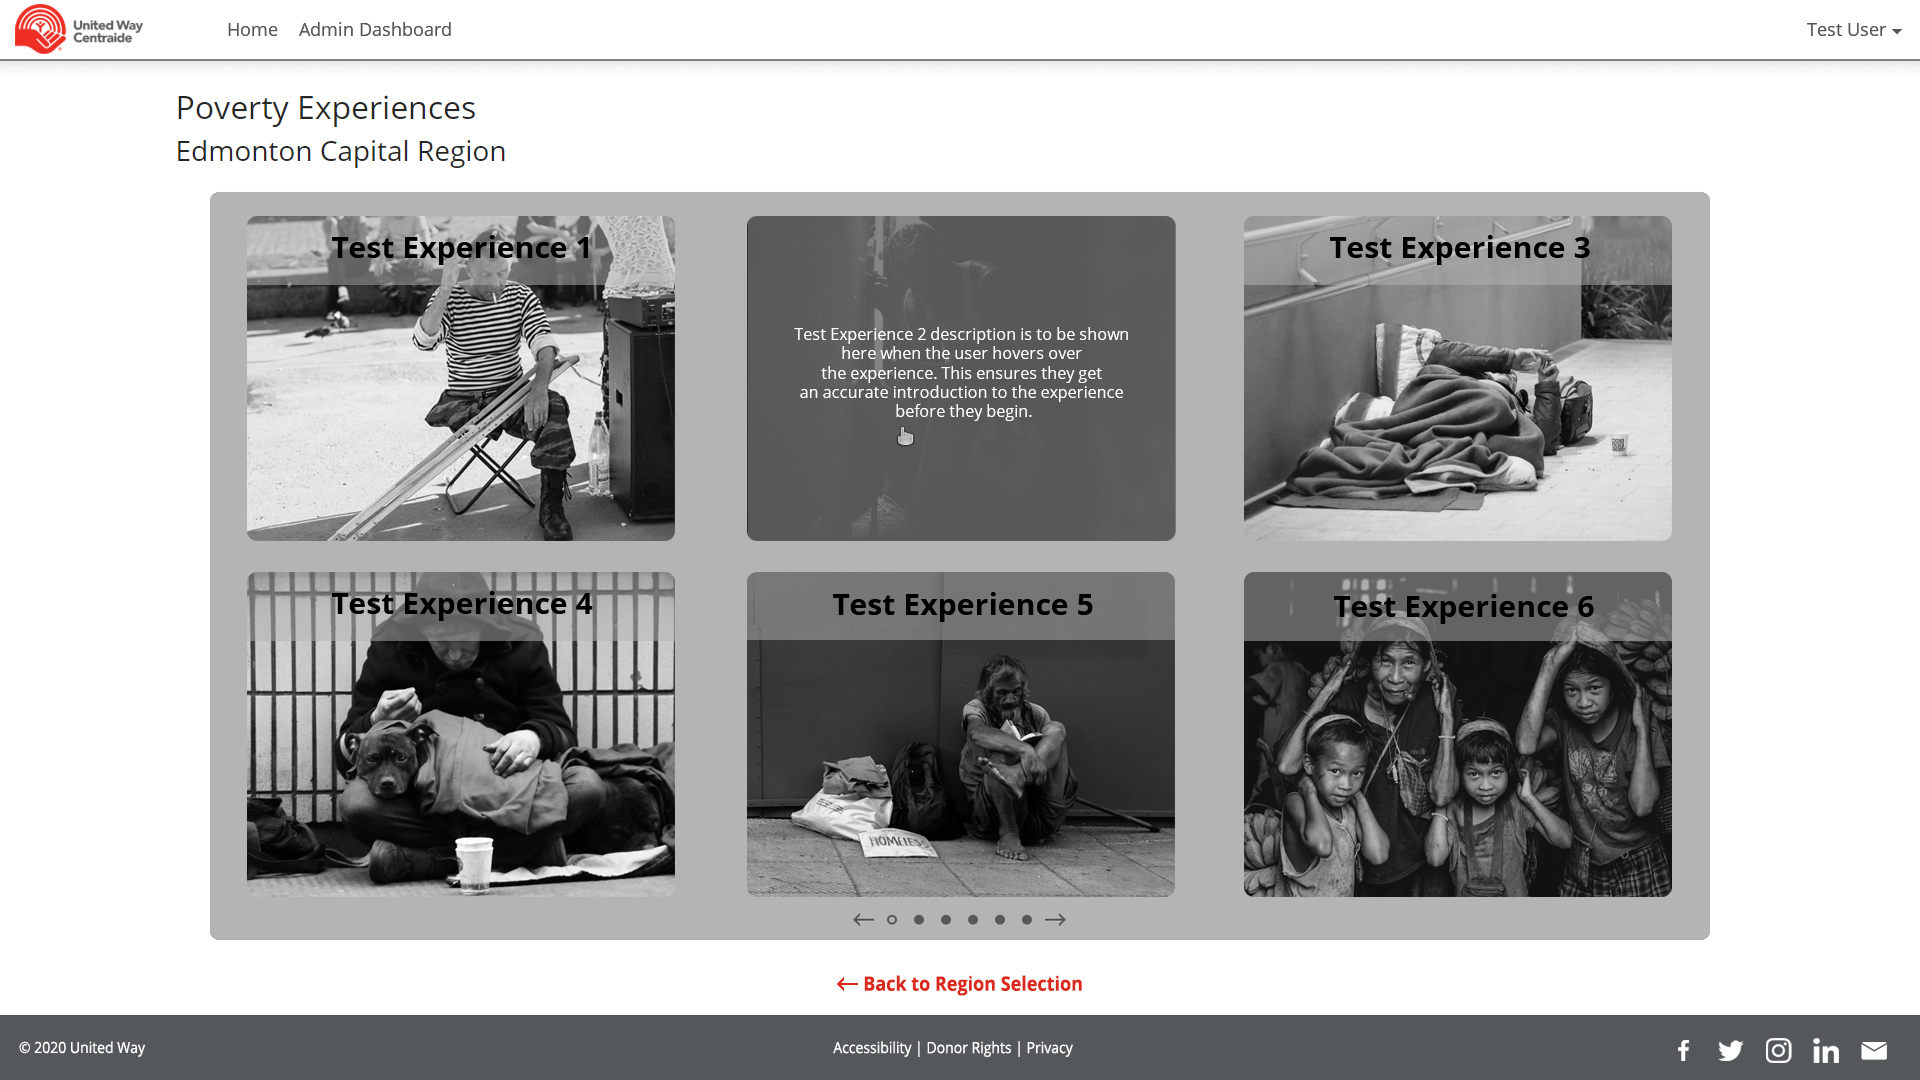 United Way
Centraide
Home
Admin Dashboard
Test User
Poverty Experiences
Edmonton Capital Region
Test Experience 1
Test Experience 2 description is to be shown
here when the user hovers over
the experience. This ensures they get
an accurate introduction to the experience
before they begin.
Test Experience 3
Test Experience 4
Test Experience 5
HOMELESS
Test Experience 6
← Back to Region Selection
© 2020 United Way
Accessibility | Donor Rights | Privacy